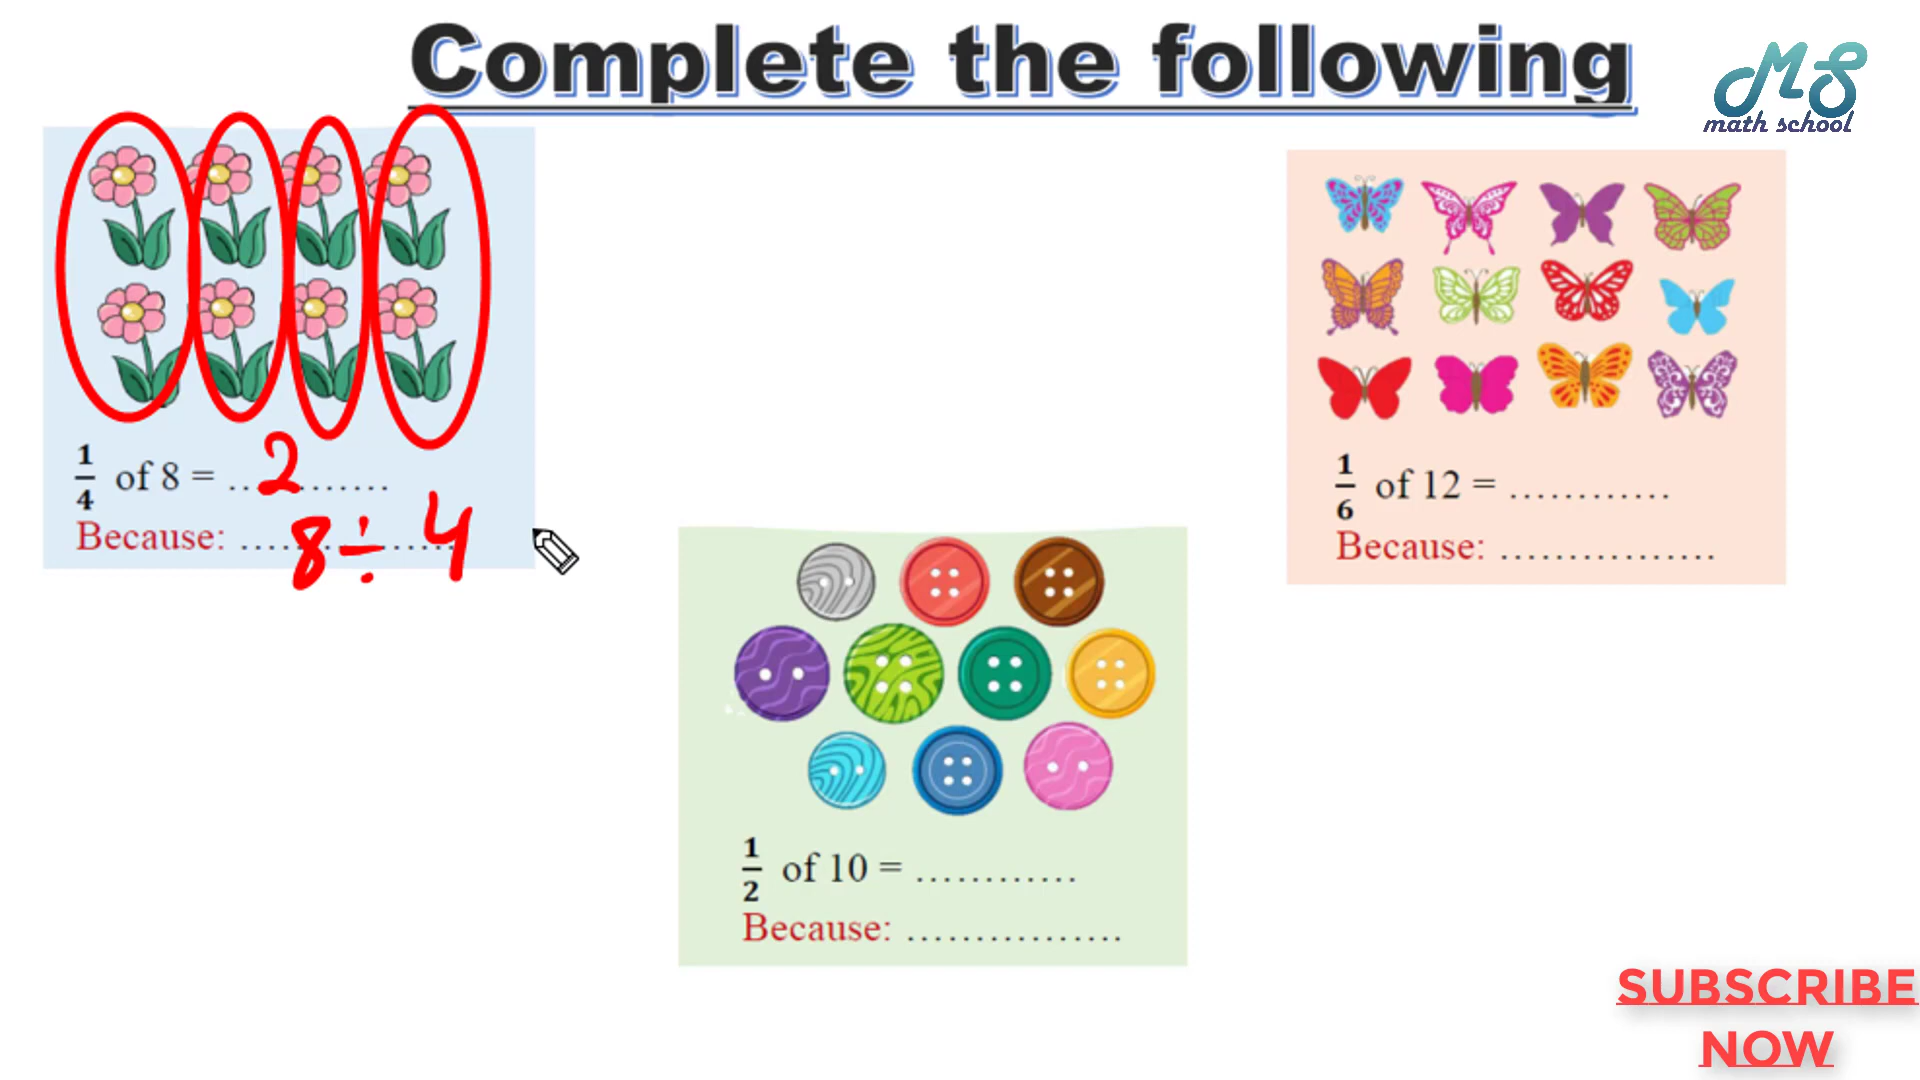 Complete the following
MS
math school
1/4 of 8 = ....2........
Because: ....8 ÷ 4....
1/2 of 10 = ............
Because: ................
1/6 of 12 = ............
Because: ................
SUBSCRIBE
NOW